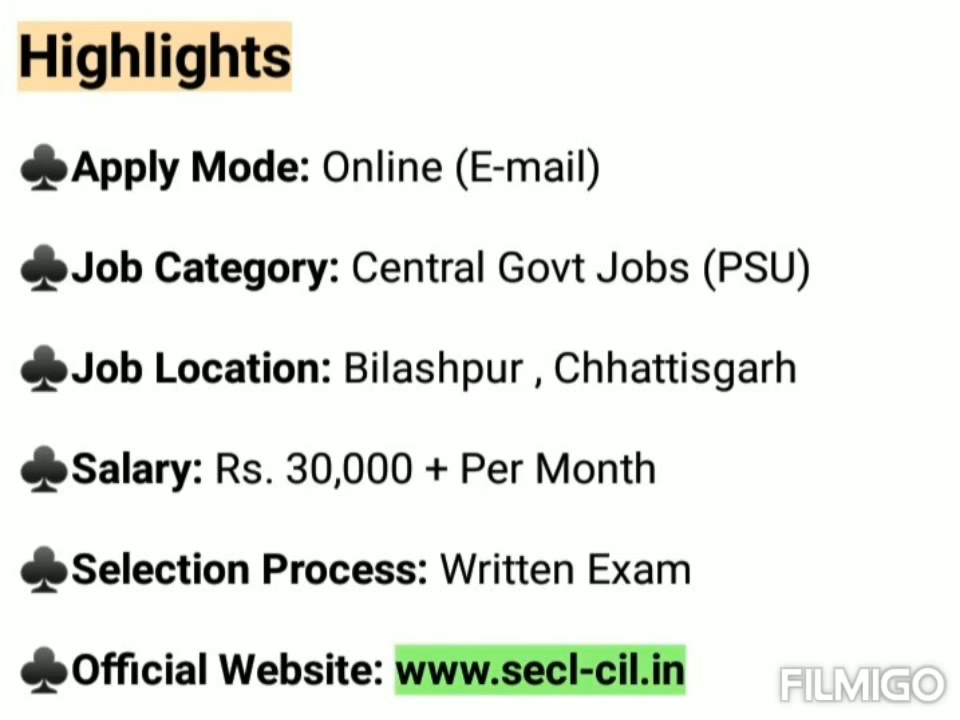 Highlights
♣Apply Mode: Online (E-mail)
♣Job Category: Central Govt Jobs (PSU)
♣Job Location: Bilashpur , Chhattisgarh
♣Salary: Rs. 30,000 + Per Month
♣Selection Process: Written Exam
♣Official Website: www.secl-cil.in
FILMIGO